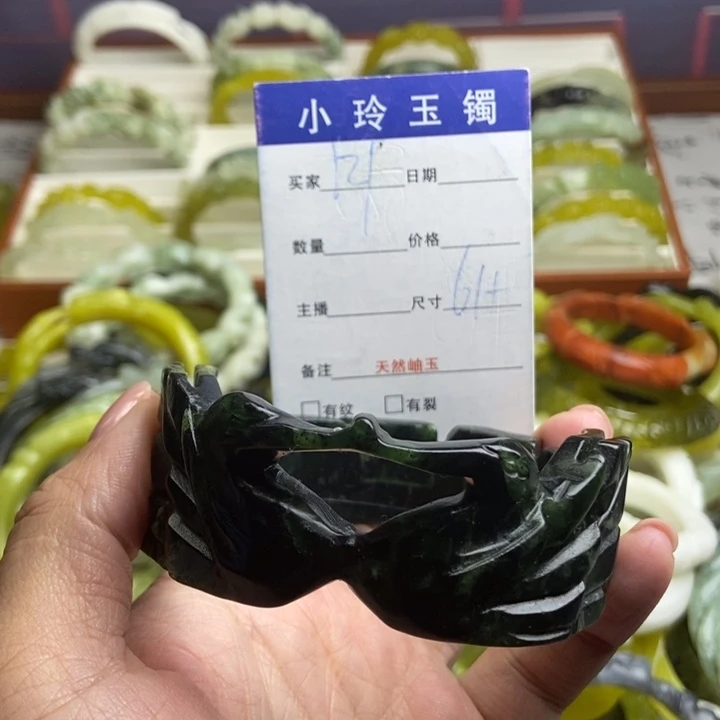 小玲玉镯
买家 日期
数量 价格
主播 尺寸 61+
备注 天然岫玉
□有纹 □有裂